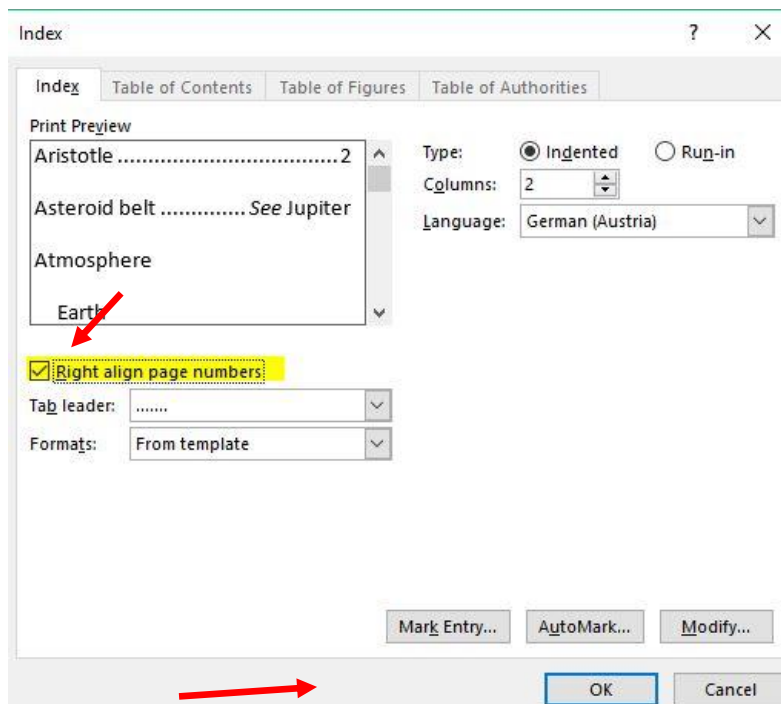 Index ?
Index Table of Contents Table of Figures Table of Authorities
Print Preview
Aristotle ..................................... 2
Asteroid belt .............. See Jupiter
Atmosphere
Earth
Type: Indented Run-in
Columns: 2
Language: German (Austria)
Right align page numbers
Tab leader: .......
Formats: From template
Mark Entry... AutoMark... Modify...
OK Cancel